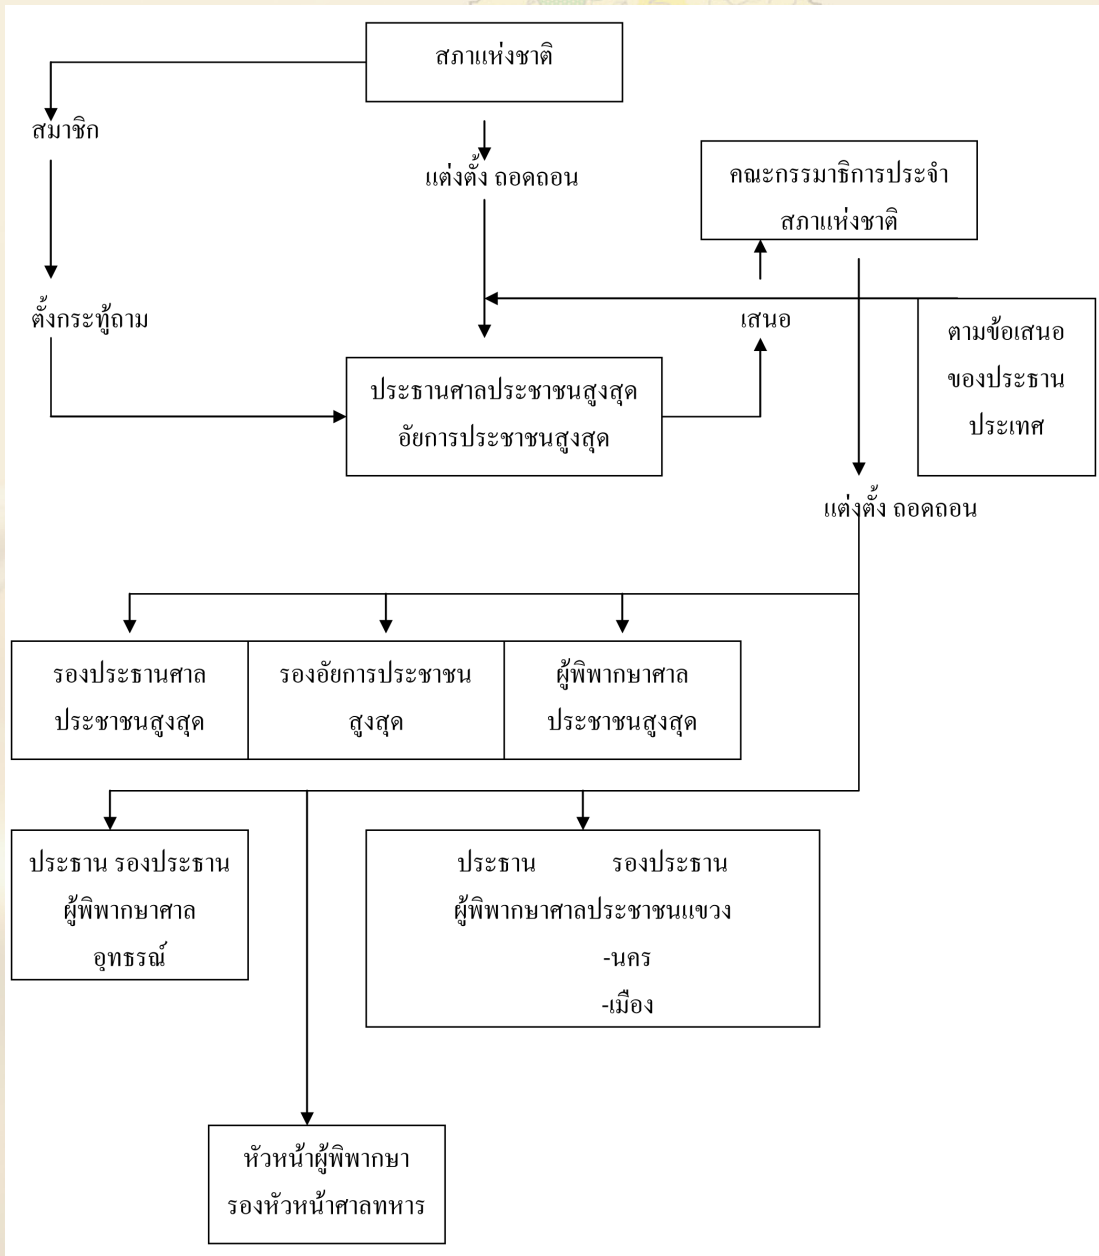 สภาแห่งชาติ
สมาชิก
แต่งตั้ง ถอดถอน
คณะกรรมาธิการประจำ
สภาแห่งชาติ
ตั้งกระทู้ถาม
เสนอ
ตามข้อเสนอ
ของประธาน
ประเทศ
ประธานศาลประชาชนสูงสุด
อัยการประชาชนสูงสุด
แต่งตั้ง ถอดถอน
รองประธานศาล
ประชาชนสูงสุด
รองอัยการประชาชน
สูงสุด
ผู้พิพากษาศาล
ประชาชนสูงสุด
ประธาน รองประธาน
ผู้พิพากษาศาล
อุทธรณ์
ประธาน รองประธาน
ผู้พิพากษาศาลประชาชนแขวง
-นคร
-เมือง
หัวหน้าผู้พิพากษา
รองหัวหน้าศาลทหาร